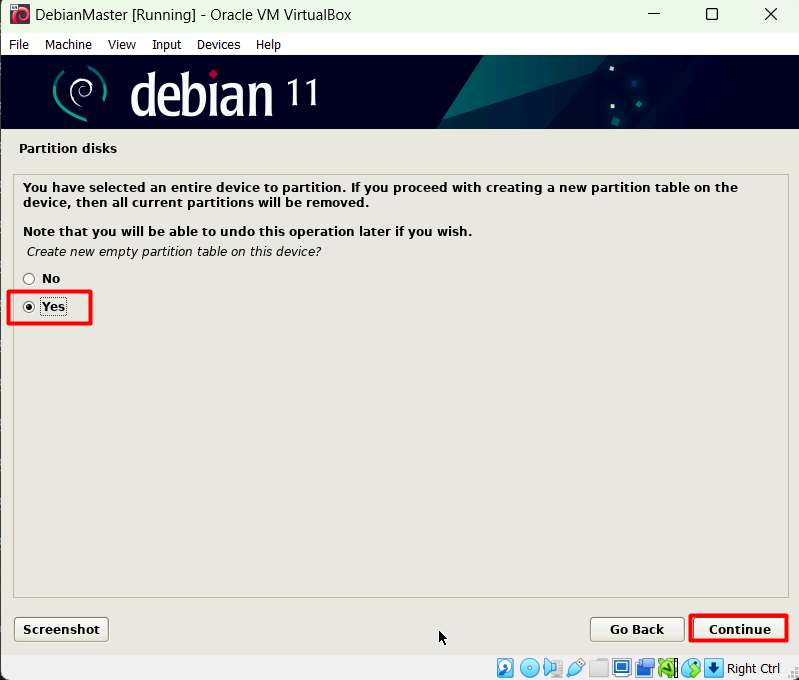 DebianMaster [Running] - Oracle VM VirtualBox
File Machine View Input Devices Help
debian 11
Partition disks
You have selected an entire device to partition. If you proceed with creating a new partition table on the
device, then all current partitions will be removed.
Note that you will be able to undo this operation later if you wish.
Create new empty partition table on this device?
No
Yes
Screenshot
Go Back
Continue
Right Ctrl